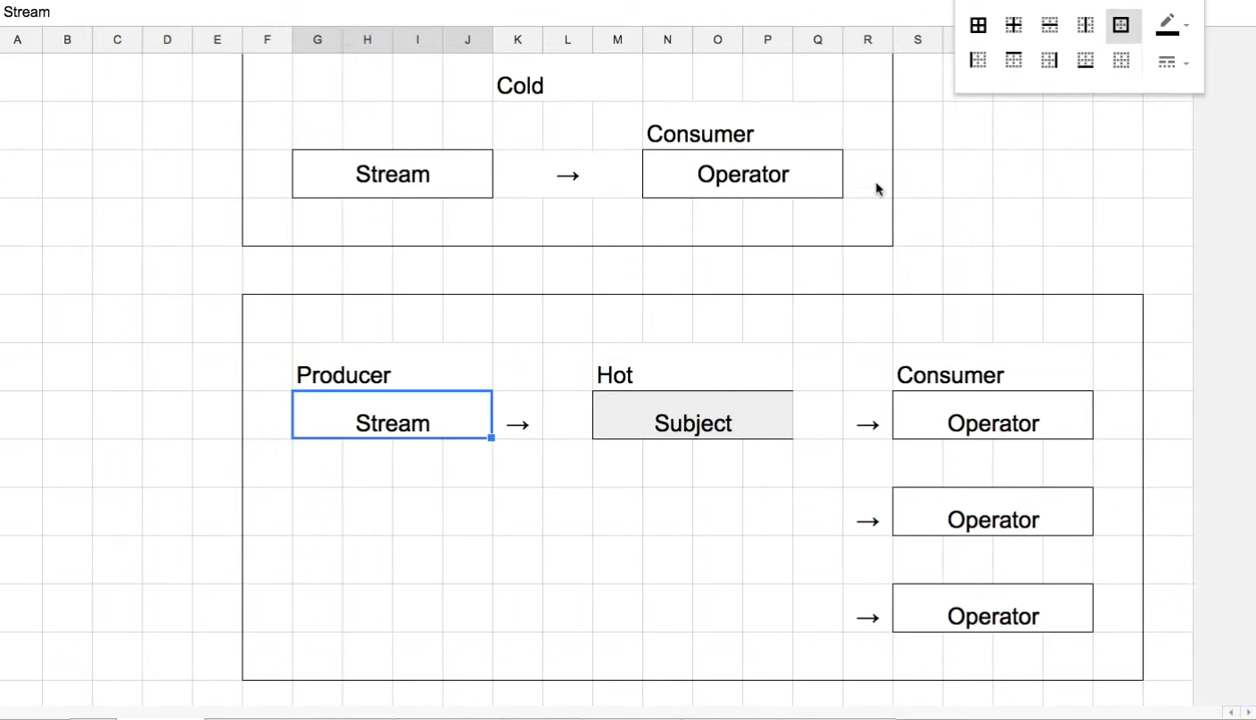 Stream
A B C D E F G H I J K L M N O P Q R S
Cold
Consumer
Stream → Operator
Producer Hot Consumer
Stream → Subject → Operator
→ Operator
→ Operator